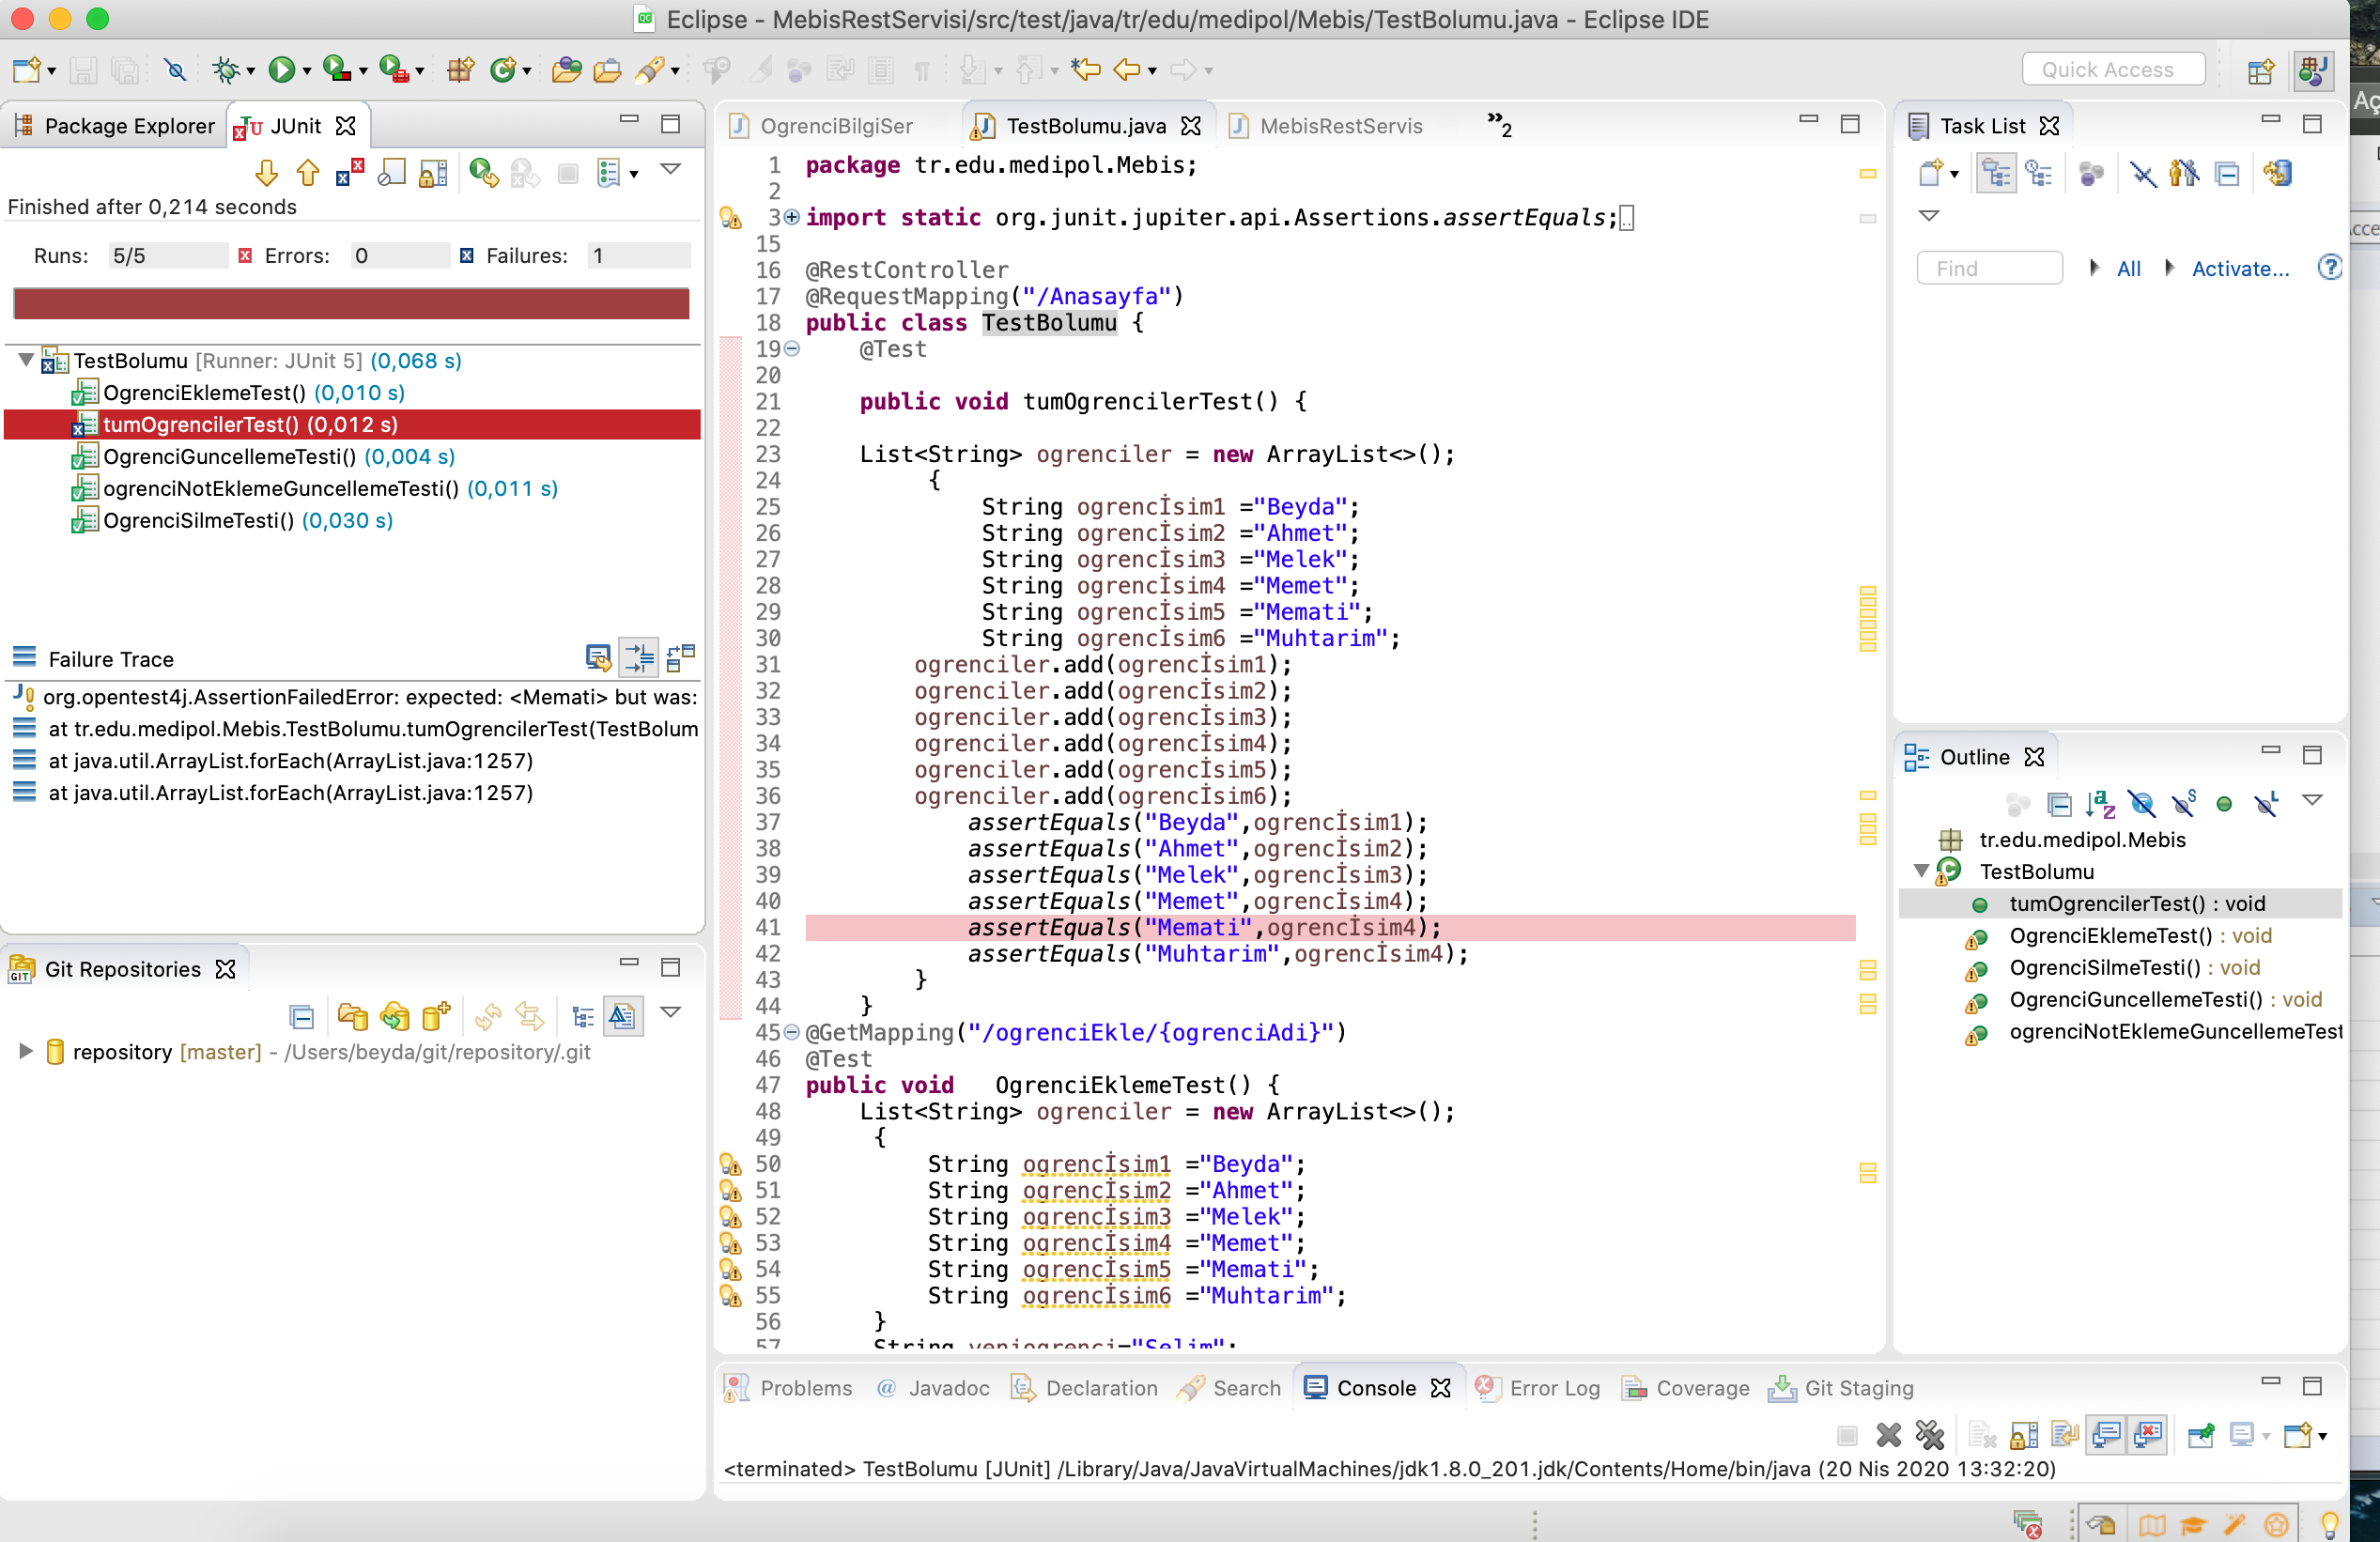 Eclipse - MebisRestServisi/src/test/java/tr/edu/medipol/Mebis/TestBolumu.java - Eclipse IDE
Quick Access
Package Explorer
JUnit
Finished after 0,214 seconds
Runs: 5/5 Errors: 0 Failures: 1
TestBolumu [Runner: JUnit 5] (0,068 s)
OgrenciEklemeTest() (0,010 s)
tumOgrencilerTest() (0,012 s)
OgrenciGuncellemeTesti() (0,004 s)
ogrenciNotEklemeGuncellemeTesti() (0,011 s)
OgrenciSilmeTesti() (0,030 s)
Failure Trace
org.opentest4j.AssertionFailedError: expected: <Memati> but was:
at tr.edu.medipol.Mebis.TestBolumu.tumOgrencilerTest(TestBolum
at java.util.ArrayList.forEach(ArrayList.java:1257)
at java.util.ArrayList.forEach(ArrayList.java:1257)
Git Repositories
repository [master] - /Users/beyda/git/repository/.git
OgrenciBilgiSer
TestBolumu.java
MebisRestServis
»2
1 package tr.edu.medipol.Mebis;
2
3 import static org.junit.jupiter.api.Assertions.assertEquals;
15
16 @RestController
17 @RequestMapping("/Anasayfa")
18 public class TestBolumu {
19 @Test
20
21 public void tumOgrencilerTest() {
22
23 List<String> ogrenciler = new ArrayList<>();
24 {
25 String ogrencİsim1 ="Beyda";
26 String ogrencİsim2 ="Ahmet";
27 String ogrencİsim3 ="Melek";
28 String ogrencİsim4 ="Memet";
29 String ogrencİsim5 ="Memati";
30 String ogrencİsim6 ="Muhtarim";
31 ogrenciler.add(ogrencİsim1);
32 ogrenciler.add(ogrencİsim2);
33 ogrenciler.add(ogrencİsim3);
34 ogrenciler.add(ogrencİsim4);
35 ogrenciler.add(ogrencİsim5);
36 ogrenciler.add(ogrencİsim6);
37 assertEquals("Beyda",ogrencİsim1);
38 assertEquals("Ahmet",ogrencİsim2);
39 assertEquals("Melek",ogrencİsim3);
40 assertEquals("Memet",ogrencİsim4);
41 assertEquals("Memati",ogrencİsim4);
42 assertEquals("Muhtarim",ogrencİsim4);
43 }
44 }
45 @GetMapping("/ogrenciEkle/{ogrenciAdi}")
46 @Test
47 public void OgrenciEklemeTest() {
48 List<String> ogrenciler = new ArrayList<>();
49 {
50 String ogrencİsim1 ="Beyda";
51 String ogrencİsim2 ="Ahmet";
52 String ogrencİsim3 ="Melek";
53 String ogrencİsim4 ="Memet";
54 String ogrencİsim5 ="Memati";
55 String ogrencİsim6 ="Muhtarim";
56 }
57 String yeniogrenci="Selim";
Task List
Find
All
Activate...
Outline
tr.edu.medipol.Mebis
TestBolumu
tumOgrencilerTest() : void
OgrenciEklemeTest() : void
OgrenciSilmeTesti() : void
OgrenciGuncellemeTesti() : void
ogrenciNotEklemeGuncellemeTest
Problems
Javadoc
Declaration
Search
Console
Error Log
Coverage
Git Staging
<terminated> TestBolumu [JUnit] /Library/Java/JavaVirtualMachines/jdk1.8.0_201.jdk/Contents/Home/bin/java (20 Nis 2020 13:32:20)